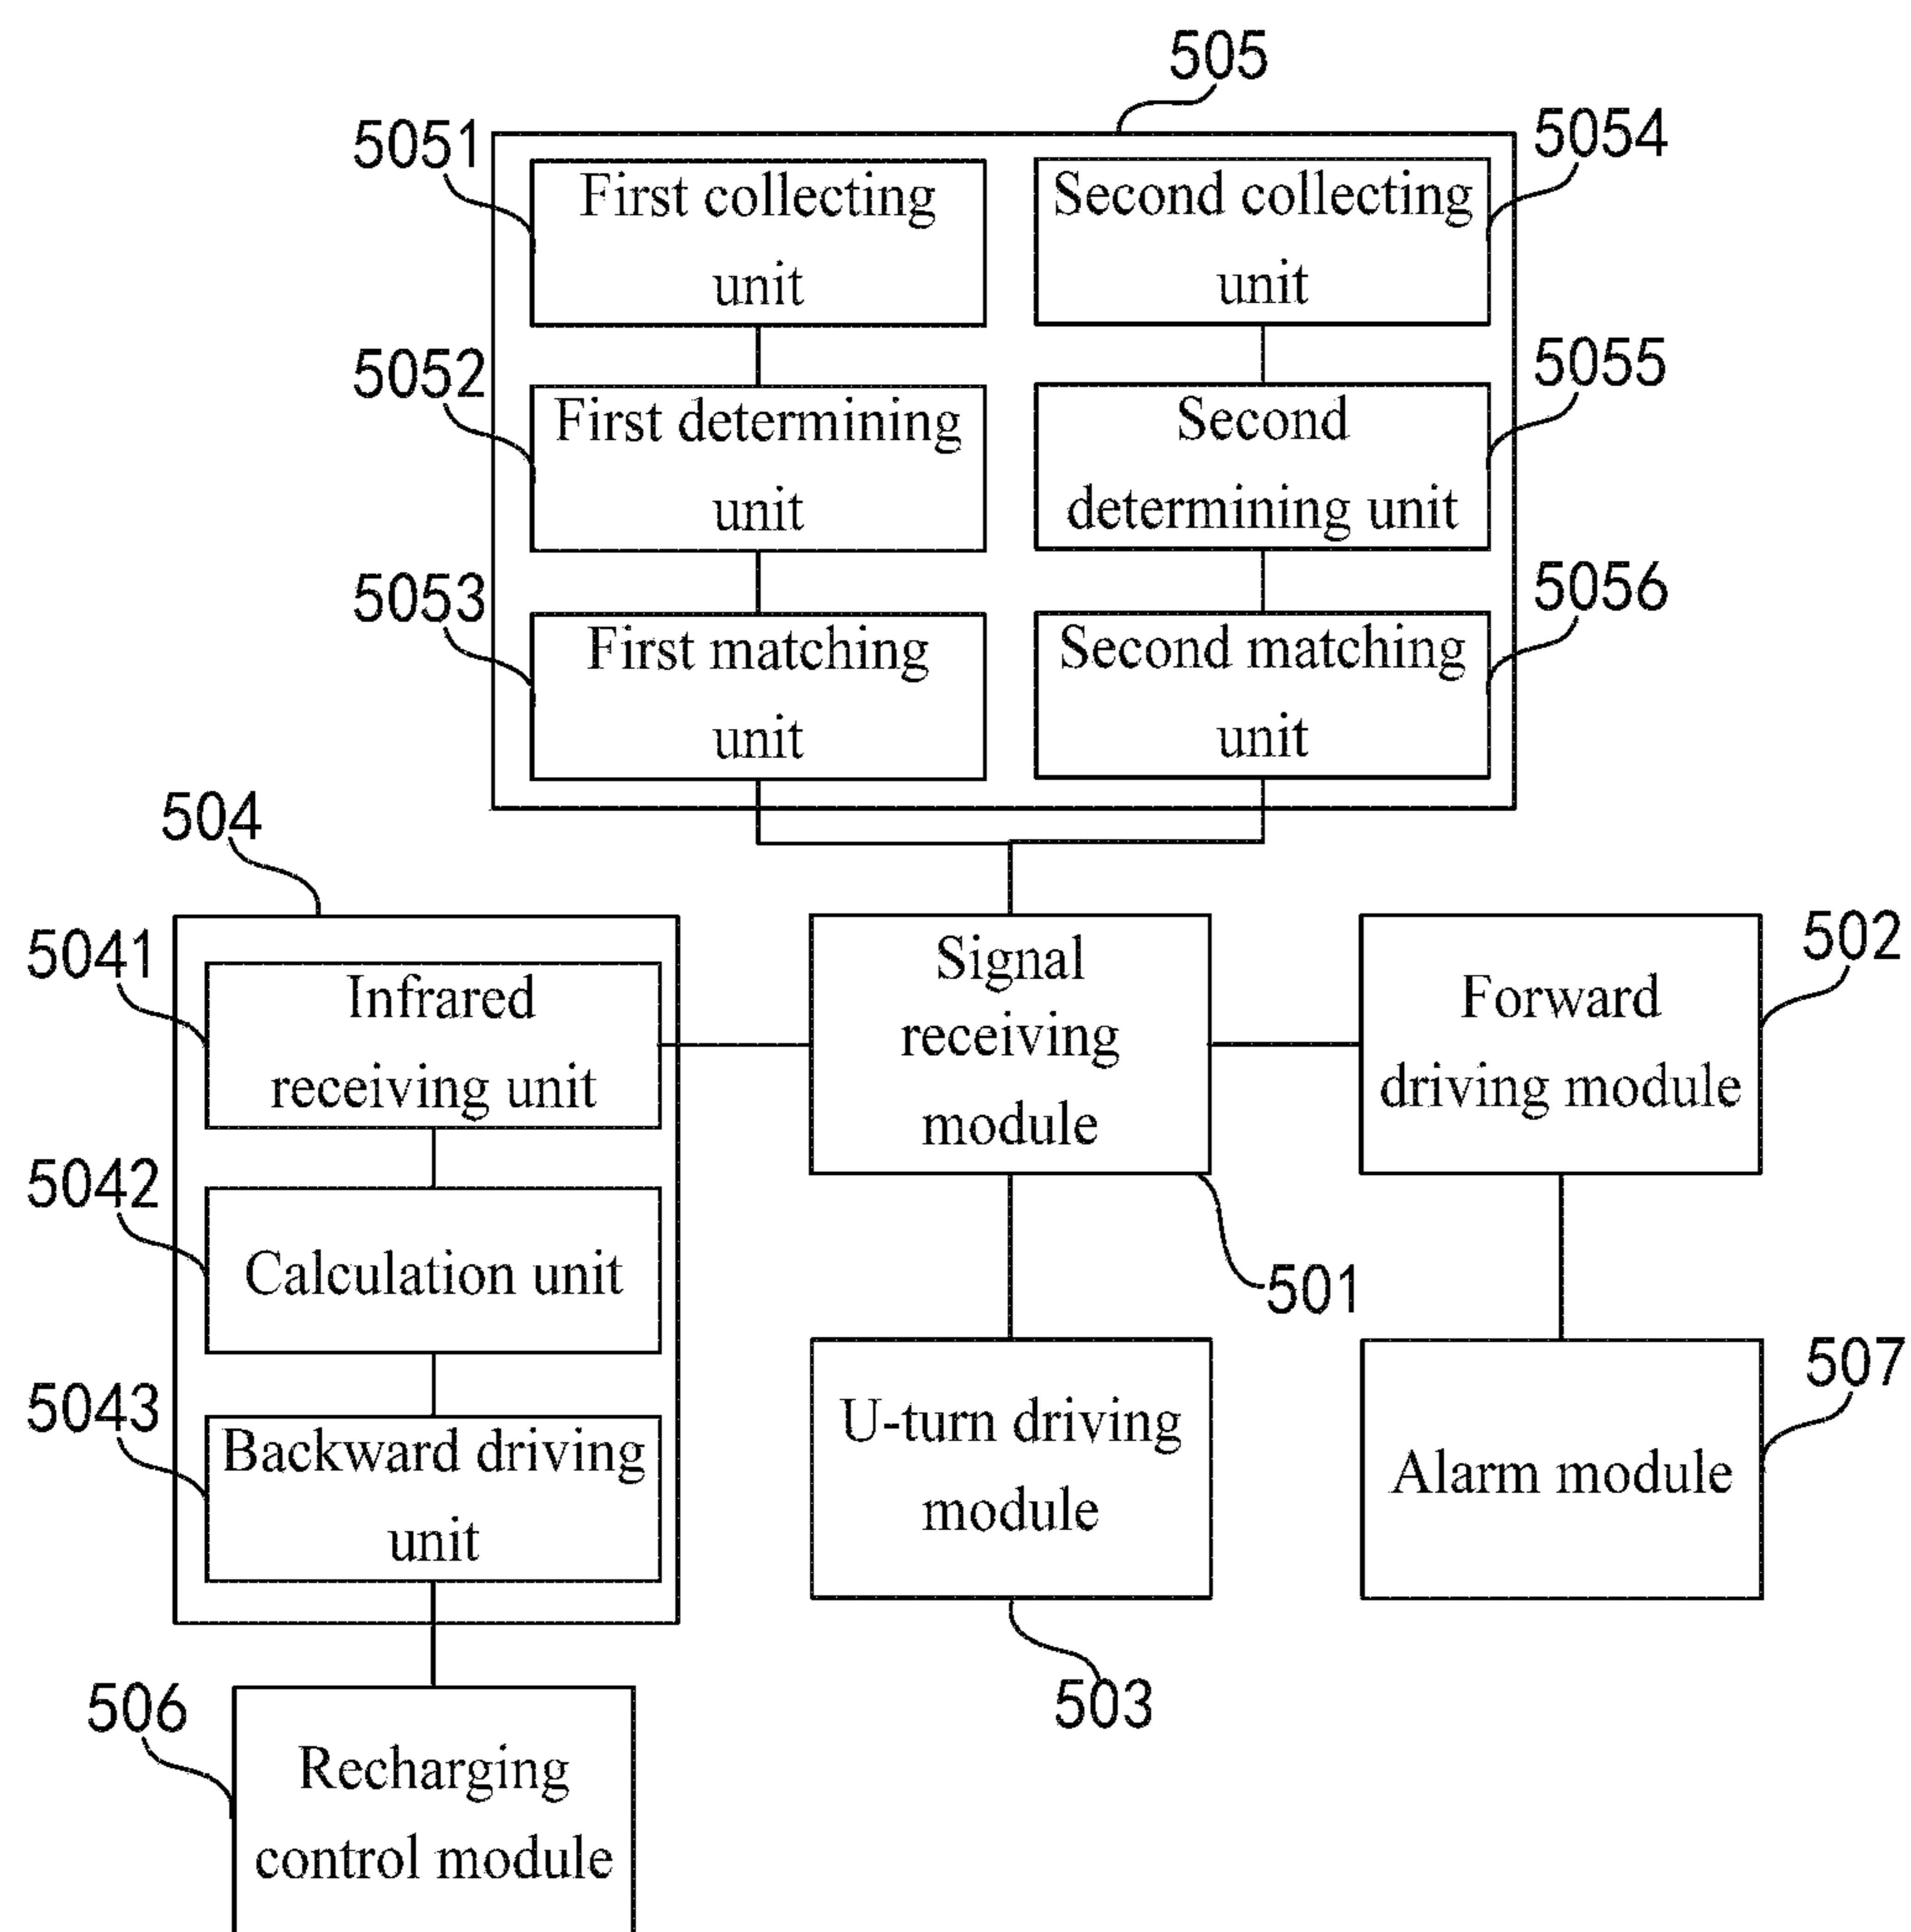 505
5051
First collecting
unit
5054
Second collecting
unit
5052
First determining
unit
5055
Second
determining unit
5053
First matching
unit
5056
Second matching
unit
504
5041
Infrared
receiving unit
Signal
receiving
module
502
Forward
driving module
5042
Calculation unit
501
5043
Backward driving
unit
U-turn driving
module
507
Alarm module
503
506
Recharging
control module